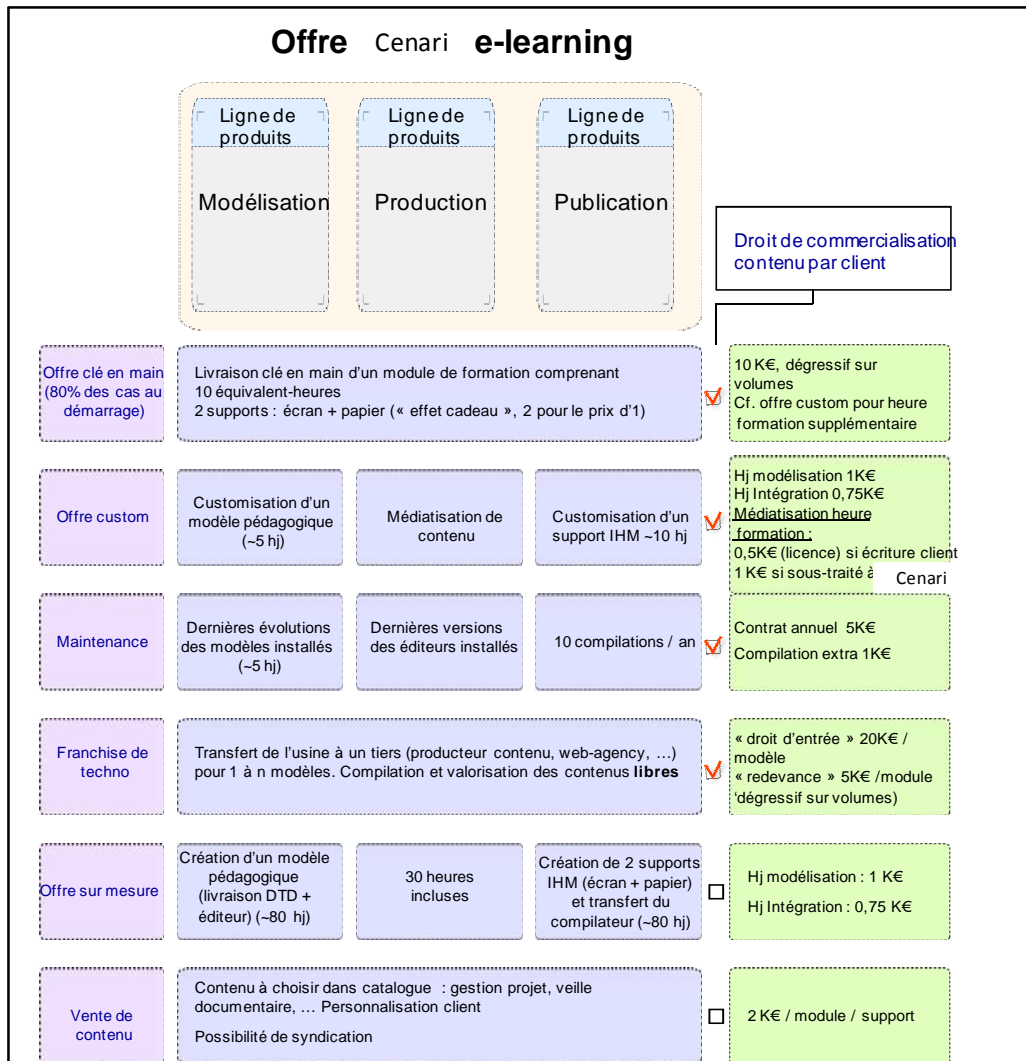 Offre Cenari e-learning
Ligne de
produits
Modélisation
Ligne de
produits
Production
Ligne de
produits
Publication
Droit de commercialisation
contenu par client
Offre clé en main
(80% des cas au
démarrage)
Livraison clé en main d'un module de formation comprenant
10 équivalent-heures
2 supports : écran + papier (« effet cadeau », 2 pour le prix d'1)
10 K€, dégressif sur
volumes
Cf. offre custom pour heure
formation supplémentaire
Offre custom
Customisation d'un
modèle pédagogique
(~5 hj)
Médiatisation de
contenu
Customisation d'un
support IHM ~10 hj
Hj modélisation 1K€
Hj Intégration 0,75K€
Médiatisation heure
formation :
0,5K€ (licence) si écriture client
1 K€ si sous-traité à Cenari
Maintenance
Dernières évolutions
des modèles installés
(~5 hj)
Dernières versions
des éditeurs installés
10 compilations / an
Contrat annuel 5K€
Compilation extra 1K€
Franchise de
techno
Transfert de l'usine à un tiers (producteur contenu, web-agency, …)
pour 1 à n modèles. Compilation et valorisation des contenus libres
« droit d'entrée » 20K€ /
modèle
« redevance » 5K€ /module
'dégressif sur volumes)
Offre sur mesure
Création d'un modèle
pédagogique
(livraison DTD +
éditeur) (~80 hj)
30 heures
incluses
Création de 2 supports
IHM (écran + papier)
et transfert du
compilateur (~80 hj)
Hj modélisation : 1 K€
Hj Intégration : 0,75 K€
Vente de
contenu
Contenu à choisir dans catalogue : gestion projet, veille
documentaire, … Personnalisation client
Possibilité de syndication
2 K€ / module / support